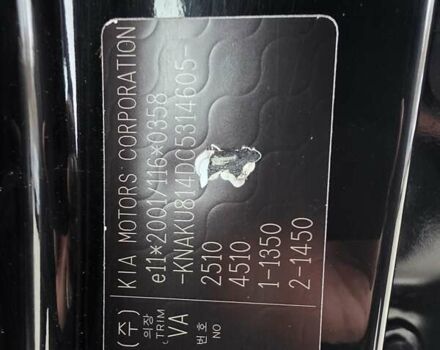 (주) KIA MOTORS CORPORATION
e11*2001/116*0358
-KNAKU814DC5314605-
2510
4510
1-1350
2-1450
의장 TRIM VA
번호 NO